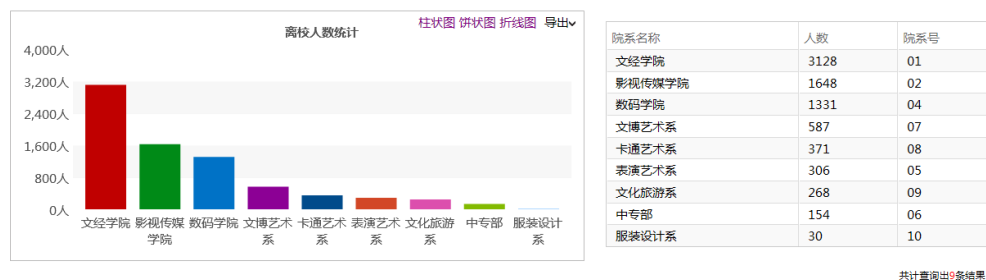 柱状图 饼状图 折线图 导出
离校人数统计
4,000人
3,200人
2,400人
1,600人
800人
0人
文经学院 影视传媒 数码学院 文博艺术 卡通艺术 表演艺术 文化旅游 中专部 服装设计
学院 系 系 系 系 系
院系名称 人数 院系号
文经学院 3128 01
影视传媒学院 1648 02
数码学院 1331 04
文博艺术系 587 07
卡通艺术系 371 08
表演艺术系 306 05
文化旅游系 268 09
中专部 154 06
服装设计系 30 10
共计查询出9条结果